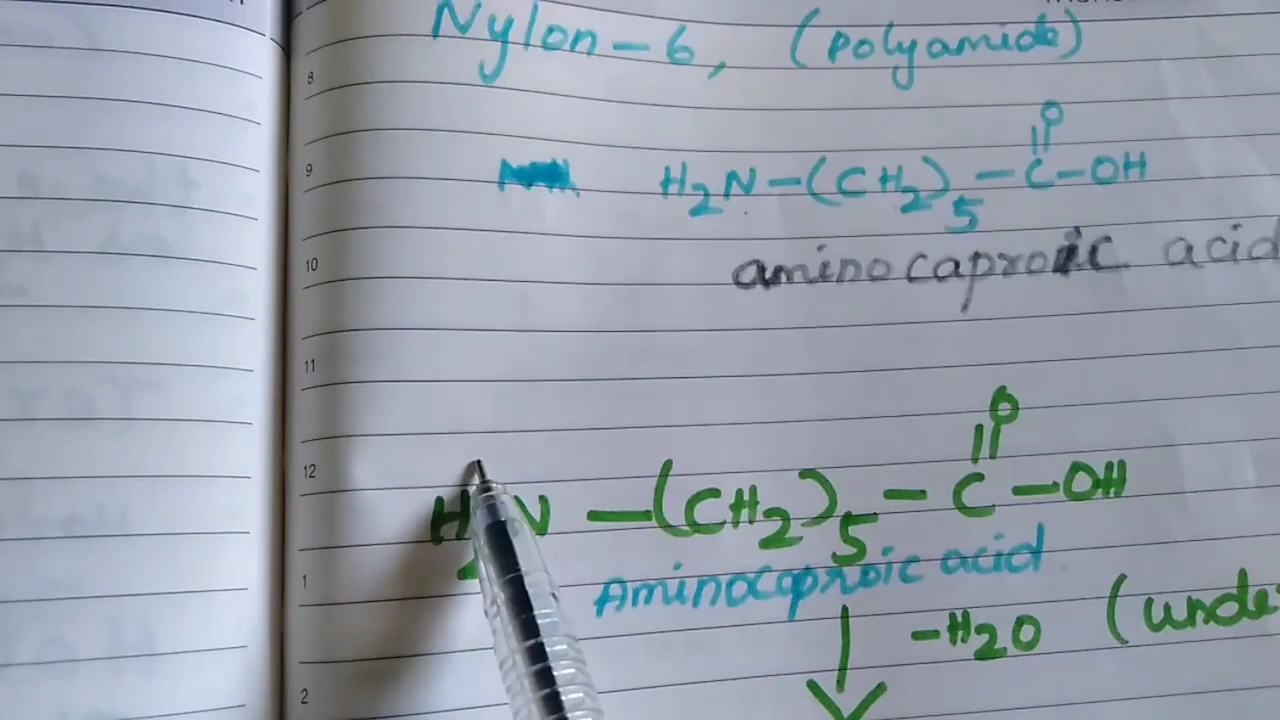 Nylon-6, (polyamide)
8
O
||
9
H2N-(CH2)5-C-OH
10
aminocaproic acid
11
O
||
12
H2N-(CH2)5-C-OH
1
Aminocaproic acid
-H2O (unde
2